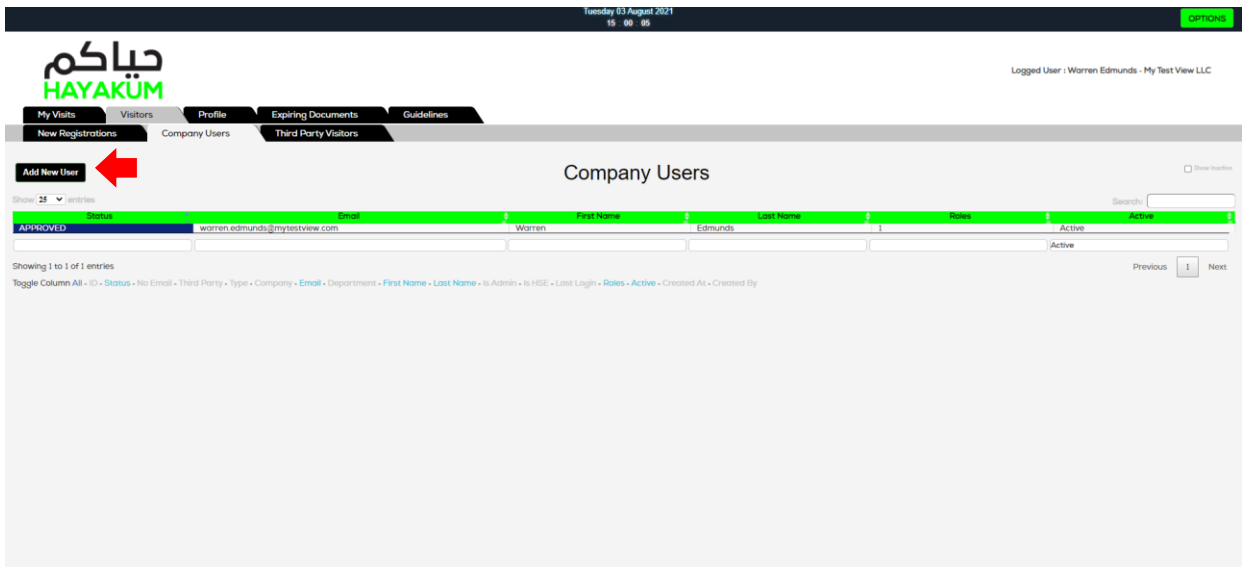 Tuesday 03 August 2021
15 : 00 : 05
OPTIONS
حياكم
HAYAKUM
Logged User : Warren Edmunds - My Test View LLC
My Visits Visitors Profile Expiring Documents Guidelines
New Registrations Company Users Third Party Visitors
Add New User Company Users Show Inactive
Show 25 entries Search:
Status Email First Name Last Name Roles Active
APPROVED warren.edmunds@mytestview.com Warren Edmunds 1 Active
Active
Showing 1 to 1 of 1 entries Previous 1 Next
Toggle Column All - ID - Status - No Email - Third Party - Type - Company - Email - Department - First Name - Last Name - Is Admin - Is HSE - Last Login - Roles - Active - Created At - Created By